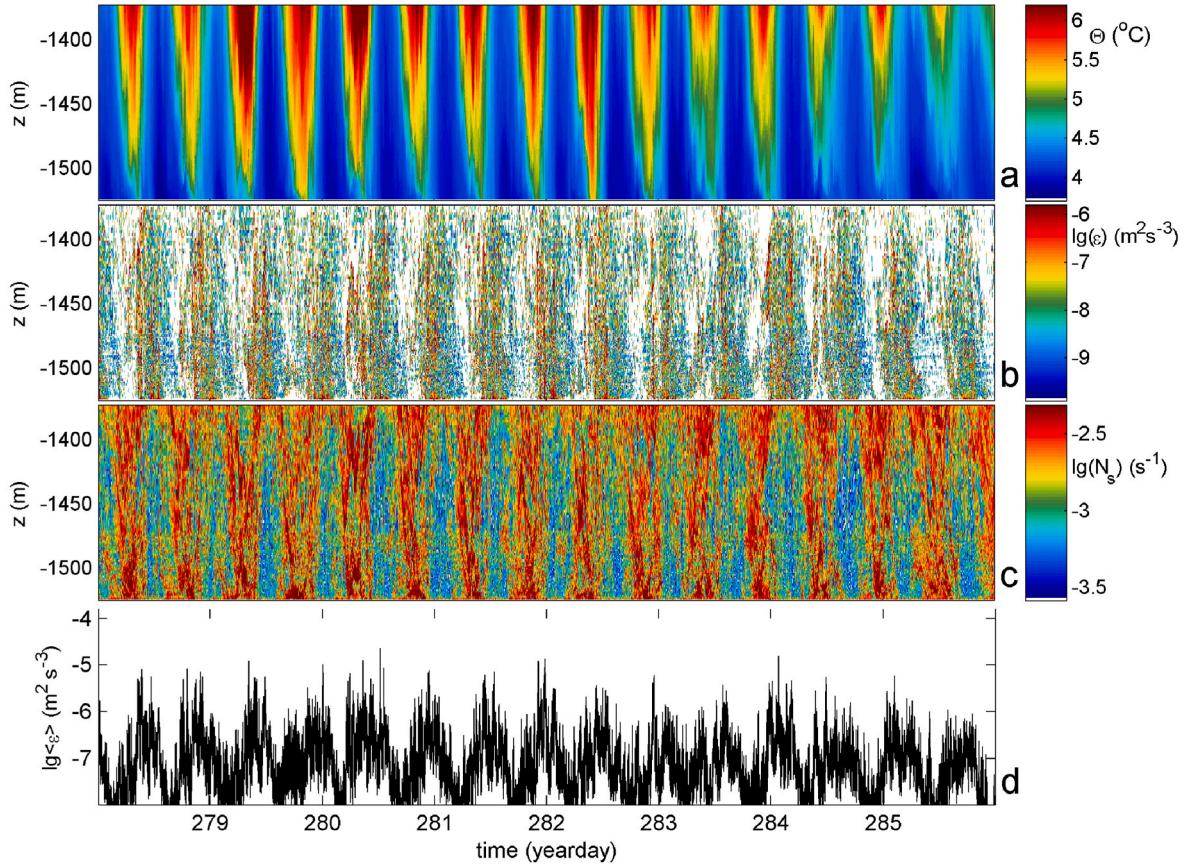 -1400
-1450
-1500
z (m)
a
6
Θ (°C)
5.5
5
4.5
4
-1400
-1450
-1500
z (m)
b
-6
lg(ε) (m²s⁻³)
-8
-9
-1400
-1450
-1500
z (m)
c
-2.5
lg(Nₛ) (s⁻¹)
-3
-3.5
-4
-5
-6
-7
lg<ε> (m² s⁻³)
d
279 280 281 282 283 284 285
time (yearday)